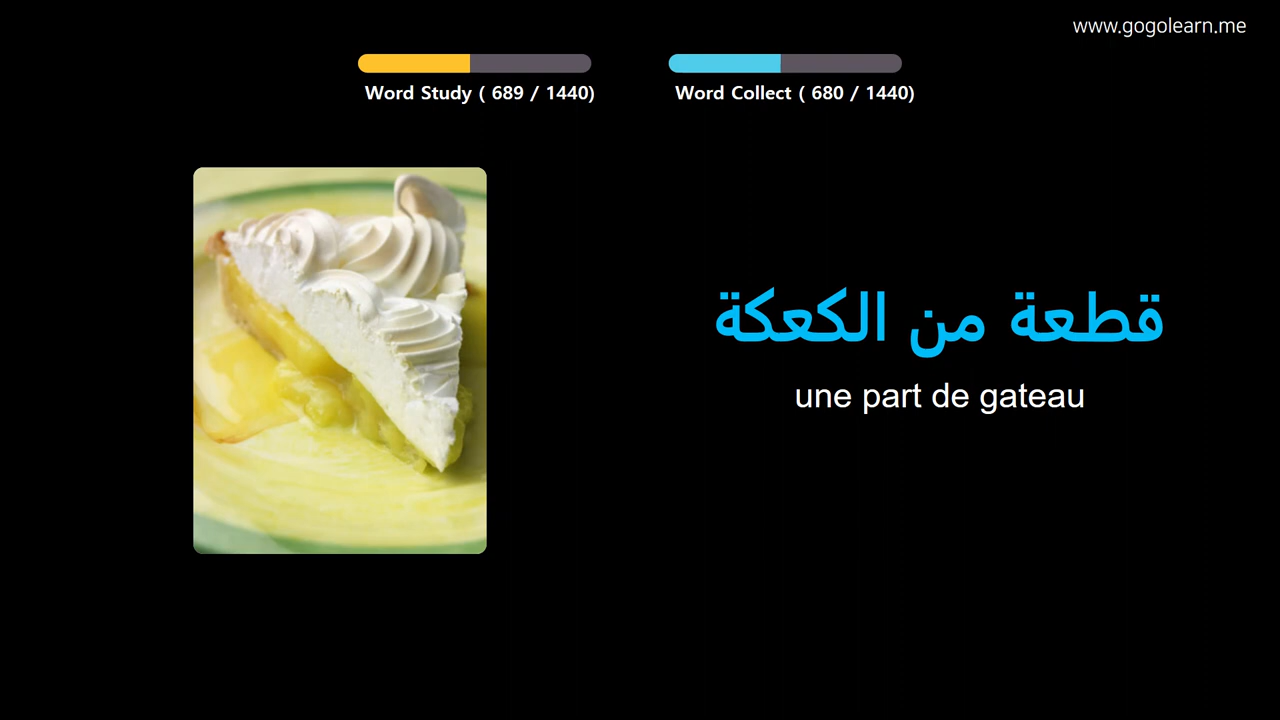 www.gogolearn.me
Word Study ( 689 / 1440)
Word Collect ( 680 / 1440)
قطعة من الكعكة
une part de gateau